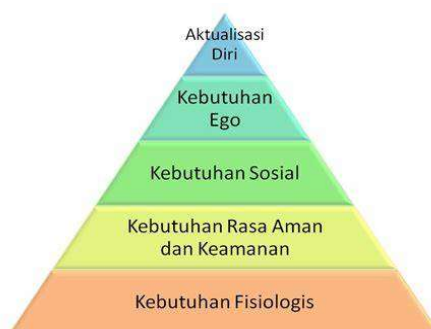 Aktualisasi
Diri
Kebutuhan
Ego
Kebutuhan Sosial
Kebutuhan Rasa Aman
dan Keamanan
Kebutuhan Fisiologis